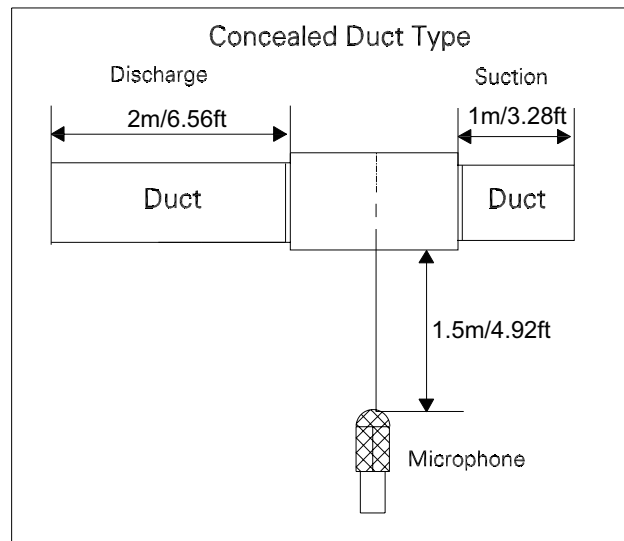 Concealed Duct Type
Discharge
Suction
2m/6.56ft
1m/3.28ft
Duct
Duct
1.5m/4.92ft
Microphone